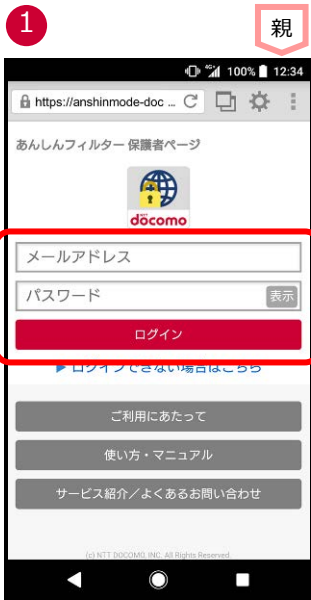 1
親
4G 100% 12:34
https://anshinmode-doc ...
あんしんフィルター 保護者ページ
NTT
döcomo
メールアドレス
パスワード
表示
ログイン
▶ ログインできない場合はこちら
ご利用にあたって
使い方・マニュアル
サービス紹介／よくあるお問い合わせ
(c) NTT DOCOMO, INC. All Rights Reserved.